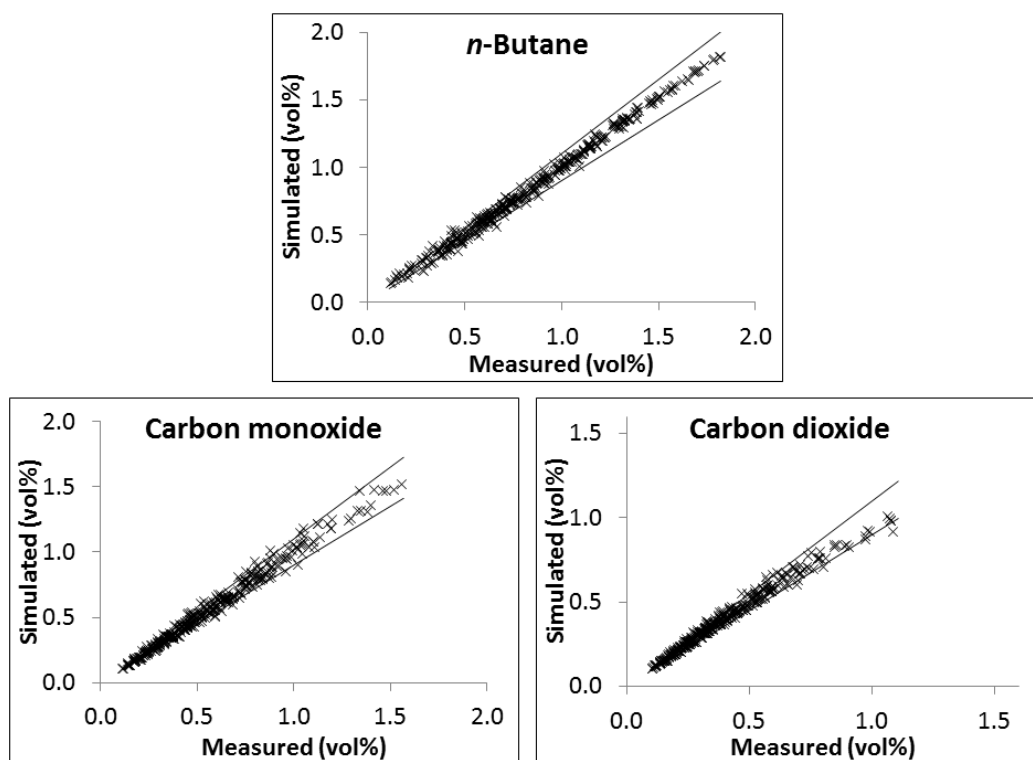 n-Butane
Simulated (vol%)
2.0
1.5
1.0
0.5
0.0
0.0 0.5 1.0 1.5 2.0
Measured (vol%)
Carbon monoxide
Simulated (vol%)
2.0
1.5
1.0
0.5
0.0
0.0 0.5 1.0 1.5 2.0
Measured (vol%)
Carbon dioxide
Simulated (vol%)
1.5
1.0
0.5
0.0
0.0 0.5 1.0 1.5
Measured (vol%)